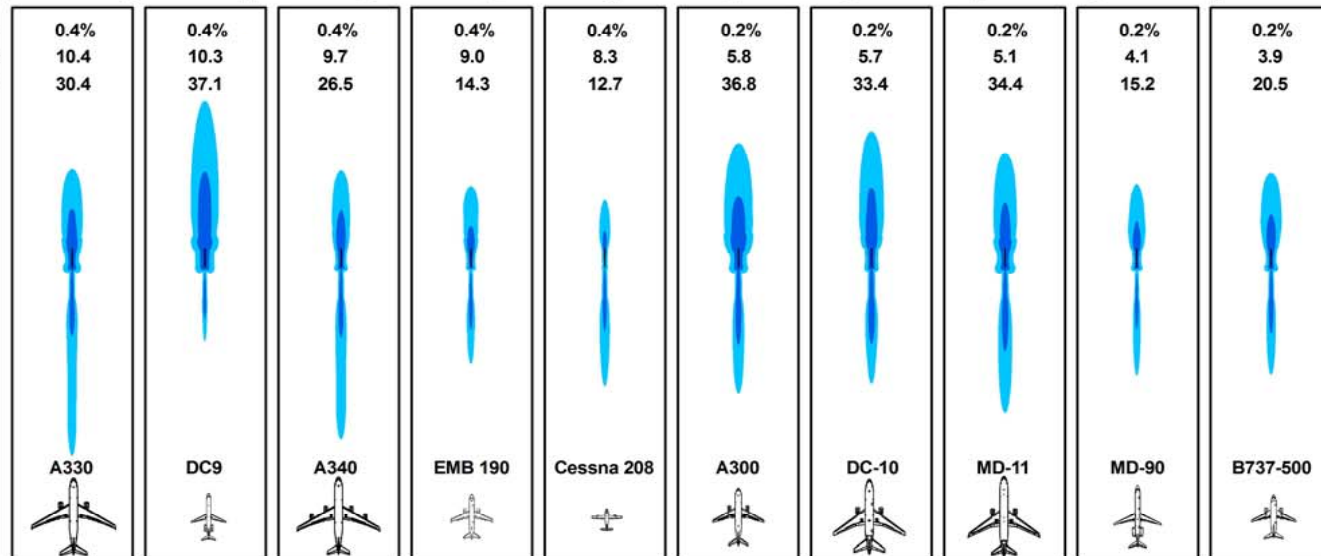 0.4% 0.4% 0.4% 0.4% 0.4% 0.2% 0.2% 0.2% 0.2% 0.2%
10.4 10.3 9.7 9.0 8.3 5.8 5.7 5.1 4.1 3.9
30.4 37.1 26.5 14.3 12.7 36.8 33.4 34.4 15.2 20.5
A330 DC9 A340 EMB 190 Cessna 208 A300 DC-10 MD-11 MD-90 B737-500